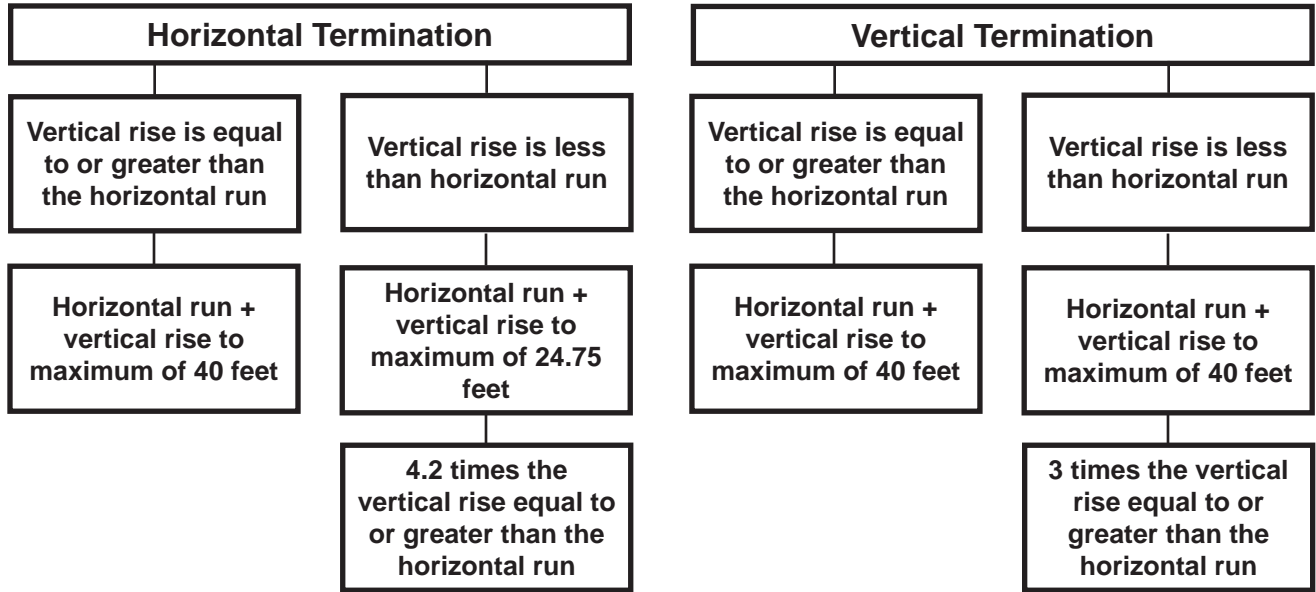 Horizontal Termination
Vertical rise is equal
to or greater than
the horizontal run
Horizontal run +
vertical rise to
maximum of 40 feet
Vertical rise is less
than horizontal run
Horizontal run +
vertical rise to
maximum of 24.75
feet
4.2 times the
vertical rise equal to
or greater than the
horizontal run
Vertical Termination
Vertical rise is equal
to or greater than
the horizontal run
Horizontal run +
vertical rise to
maximum of 40 feet
Vertical rise is less
than horizontal run
Horizontal run +
vertical rise to
maximum of 40 feet
3 times the vertical
rise equal to or
greater than the
horizontal run